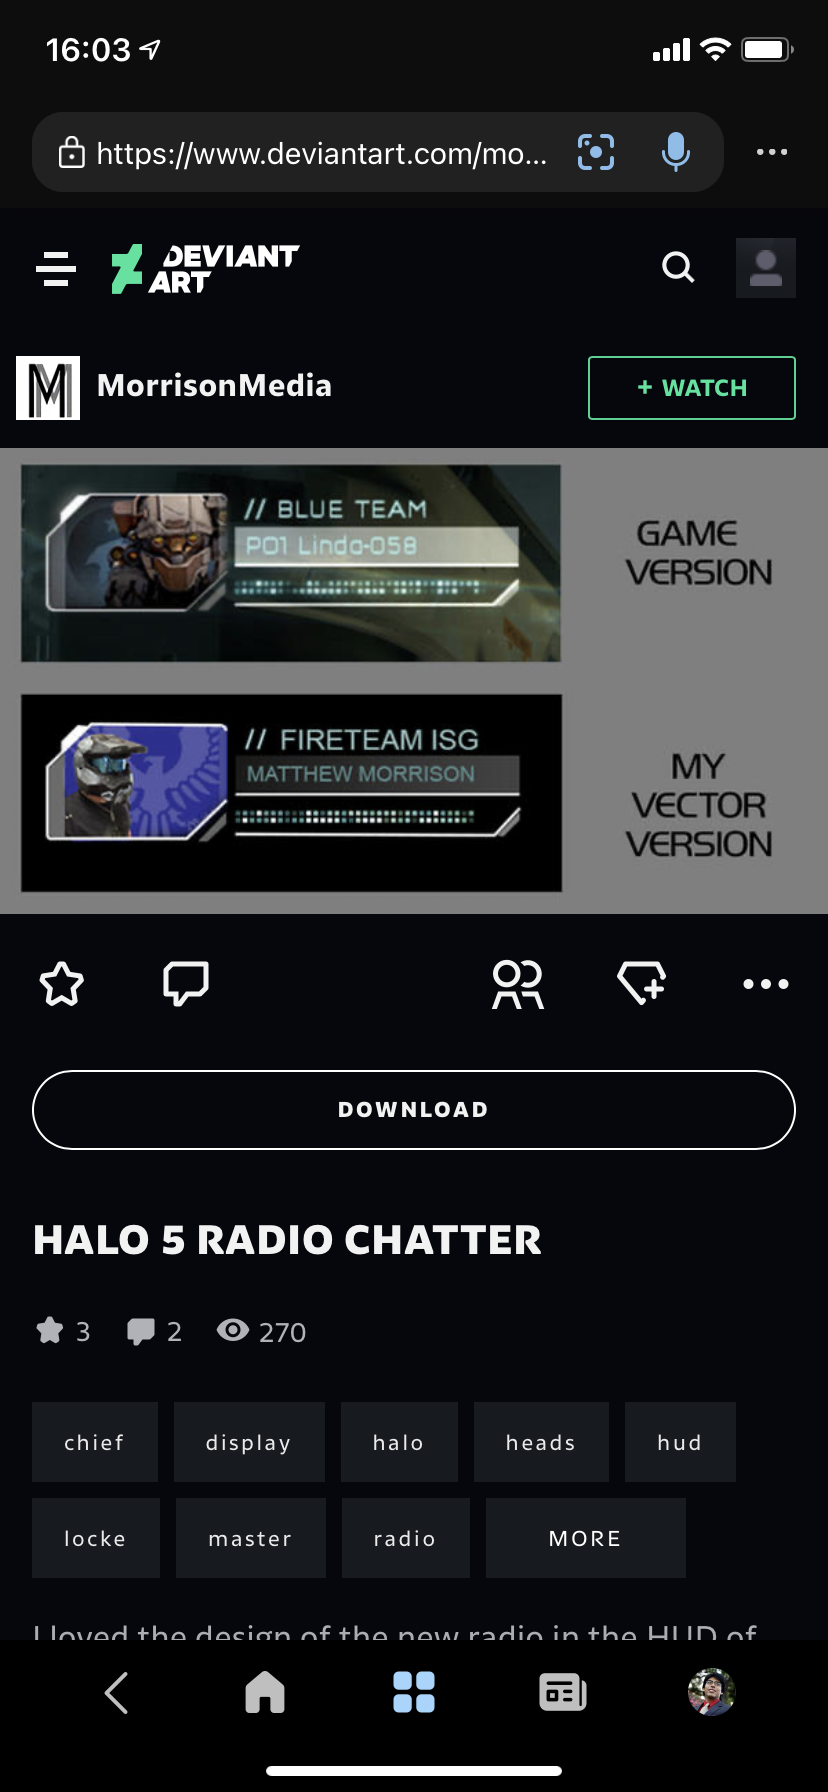 16:03
https://www.deviantart.com/mo...
DEVIANT
ART
M
MorrisonMedia
+ WATCH
// BLUE TEAM
PO1 Linda-058
GAME
VERSION
// FIRETEAM ISG
MATTHEW MORRISON
MY
VECTOR
VERSION
DOWNLOAD
HALO 5 RADIO CHATTER
3 2 270
chief display halo heads hud
locke master radio MORE
I loved the design of the new radio in the HUD of